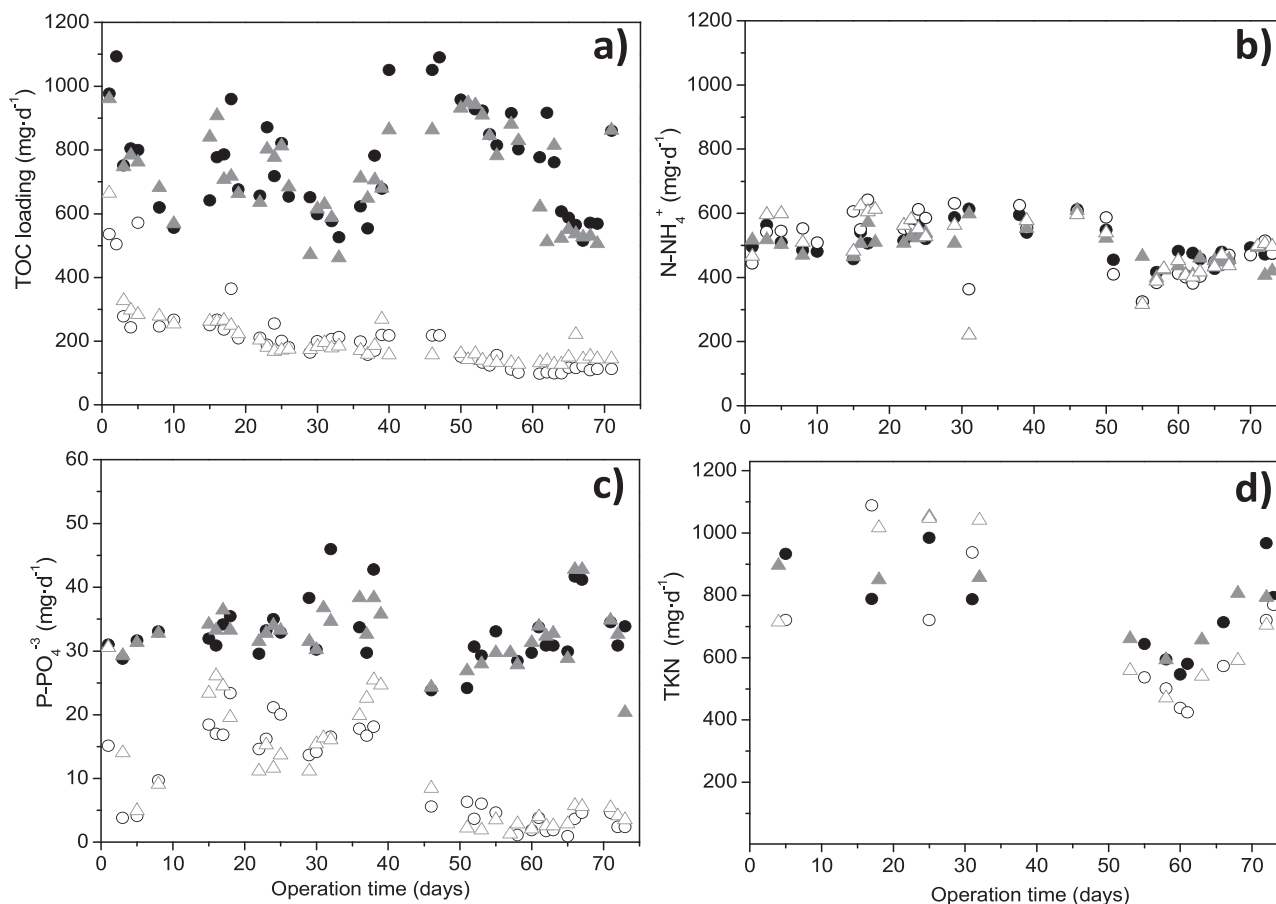 a)
TOC loading (mg·d⁻¹)
1200
1000
800
600
400
200
0
0 10 20 30 40 50 60 70
b)
N-NH₄⁺ (mg·d⁻¹)
1200
1000
800
600
400
200
0
0 10 20 30 40 50 60 70
c)
P-PO₄⁻³ (mg·d⁻¹)
60
50
40
30
20
10
0
0 10 20 30 40 50 60 70
Operation time (days)
d)
TKN (mg·d⁻¹)
1200
1000
800
600
400
200
0 10 20 30 40 50 60 70
Operation time (days)